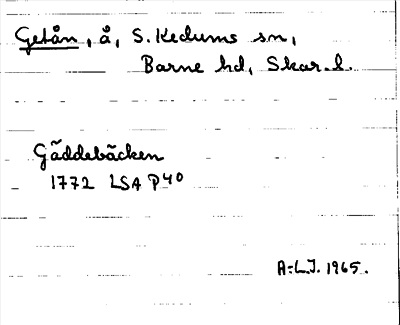 Getån, å, S. Kedums sn,
Barne hd, Skar. l.
Gäddebäcken
1772 LSA P40
A-L.J. 1965.